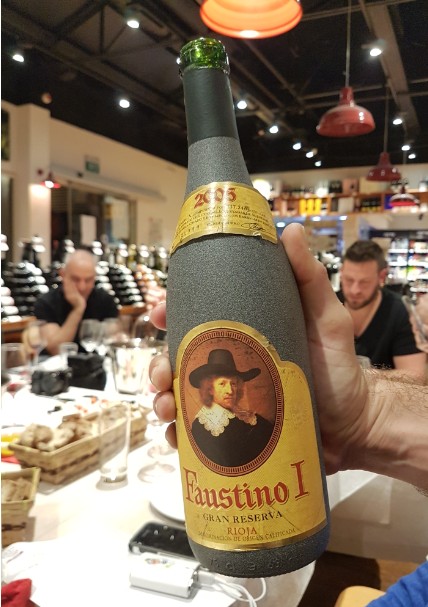 2005
Faustino I
GRAN RESERVA
RIOJA
DENOMINACIÓN DE ORIGEN CALIFICADA